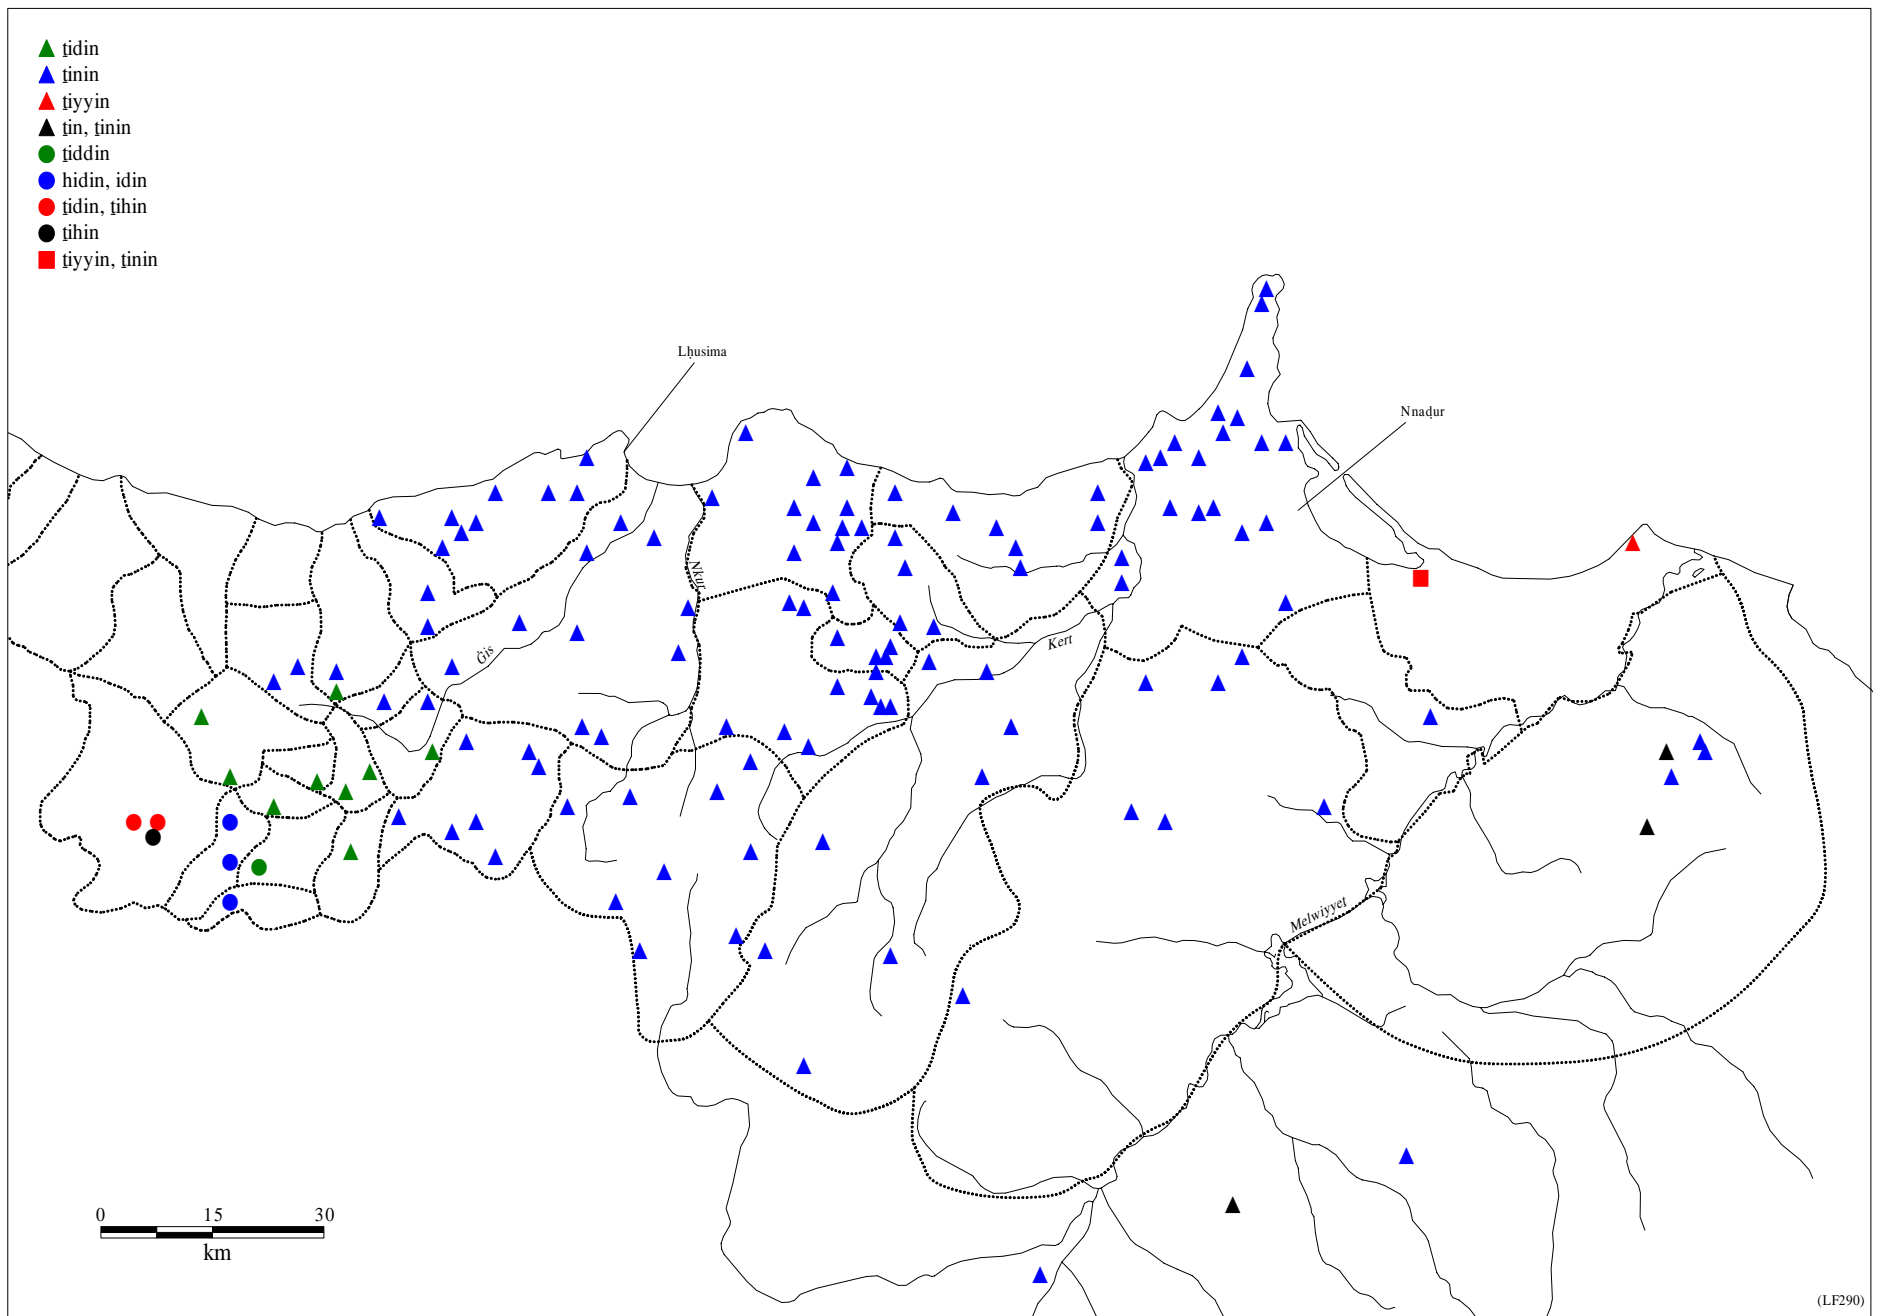 ṯidin
ṯinin
ṯiyyin
ṯin, ṯinin
ṯiddin
hidin, idin
ṯidin, ṯihin
ṯihin
ṯiyyin, ṯinin
Lḥusima
Nnaḍur
Nkur
Ġis
Kert
Melwiyyet
0 15 30
km
(LF290)